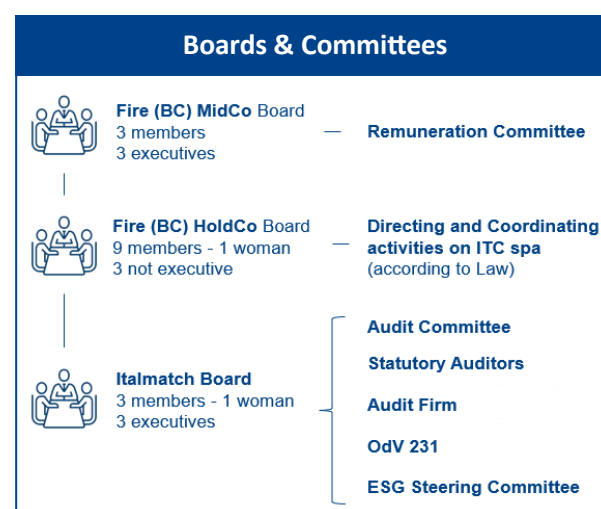 Boards & Committees
Fire (BC) MidCo Board
3 members
3 executives
Remuneration Committee
Fire (BC) HoldCo Board
9 members - 1 woman
3 not executive
Directing and Coordinating
activities on ITC spa
(according to Law)
Italmatch Board
3 members - 1 woman
3 executives
Audit Committee
Statutory Auditors
Audit Firm
OdV 231
ESG Steering Committee